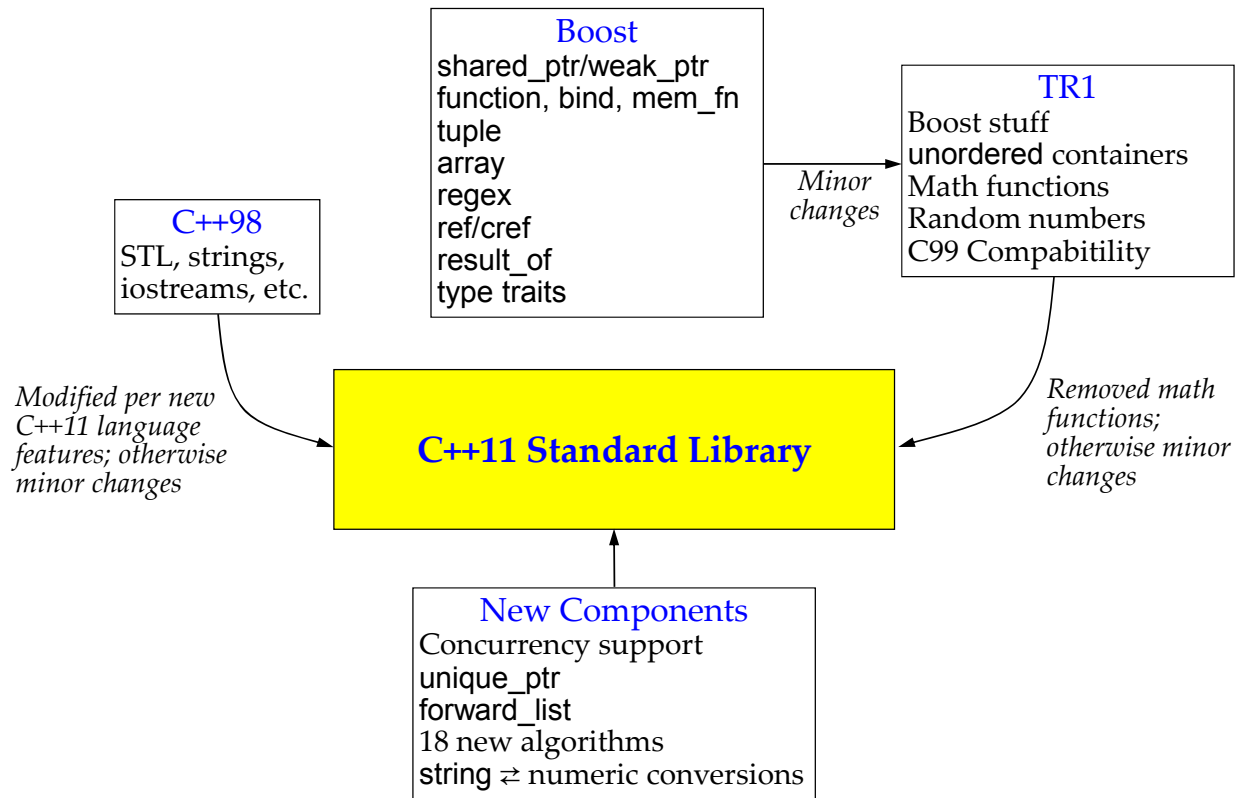 Boost
shared_ptr/weak_ptr
function, bind, mem_fn
tuple
array
regex
ref/cref
result_of
type traits
Minor
changes
TR1
Boost stuff
unordered containers
Math functions
Random numbers
C99 Compabitility
C++98
STL, strings,
iostreams, etc.
Modified per new
C++11 language
features; otherwise
minor changes
C++11 Standard Library
Removed math
functions;
otherwise minor
changes
New Components
Concurrency support
unique_ptr
forward_list
18 new algorithms
string ⇄ numeric conversions